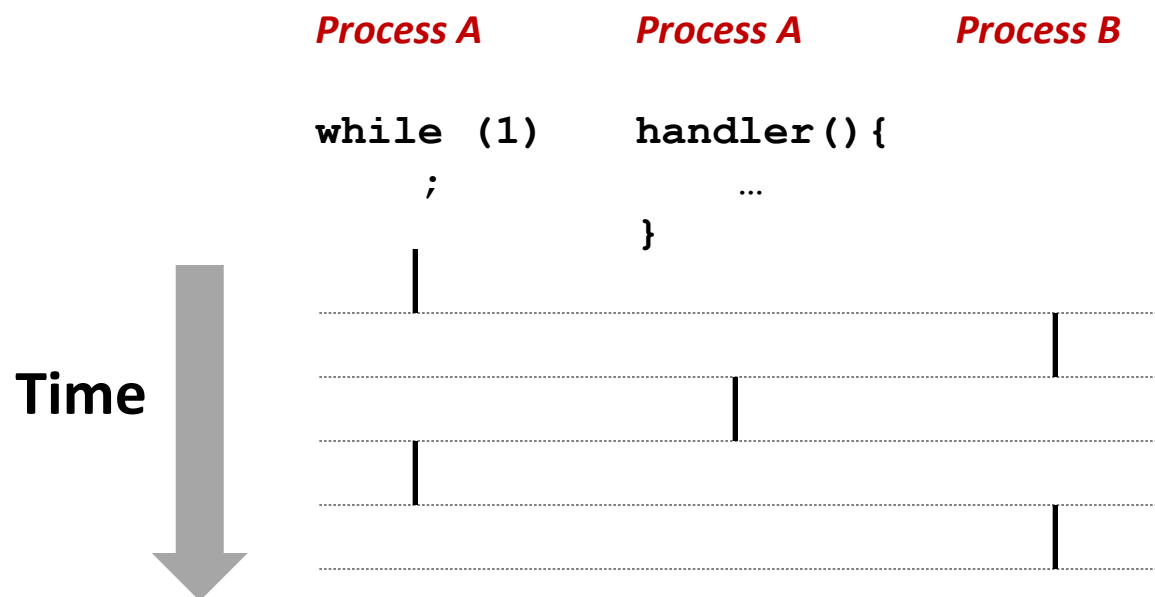 Process A Process A Process B
while (1) handler(){
; …
}
Time